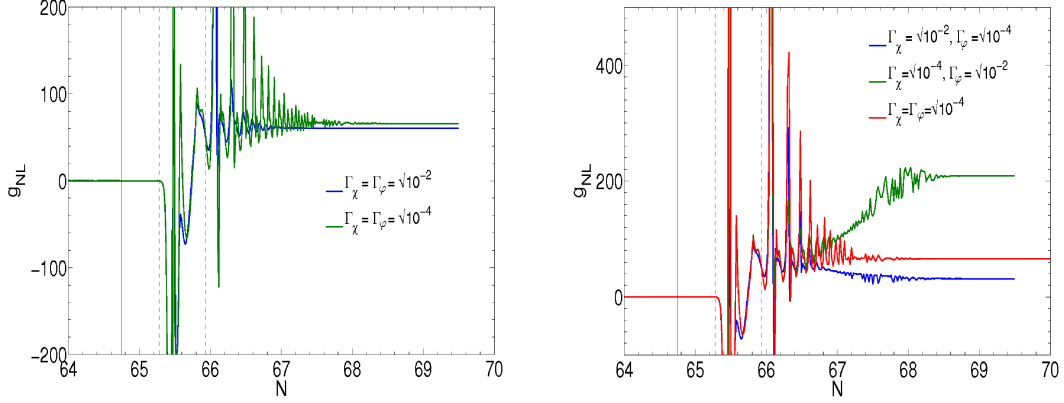 200
100
0
−100
−200
g_NL
64 65 66 67 68 69 70
N
Γ_χ = Γ_φ = √10^−2
Γ_χ = Γ_φ = √10^−4
400
200
0
g_NL
64 65 66 67 68 69 70
N
Γ_χ = √10^−2, Γ_φ = √10^−4
Γ_χ = √10^−4, Γ_φ = √10^−2
Γ_χ = Γ_φ = √10^−4